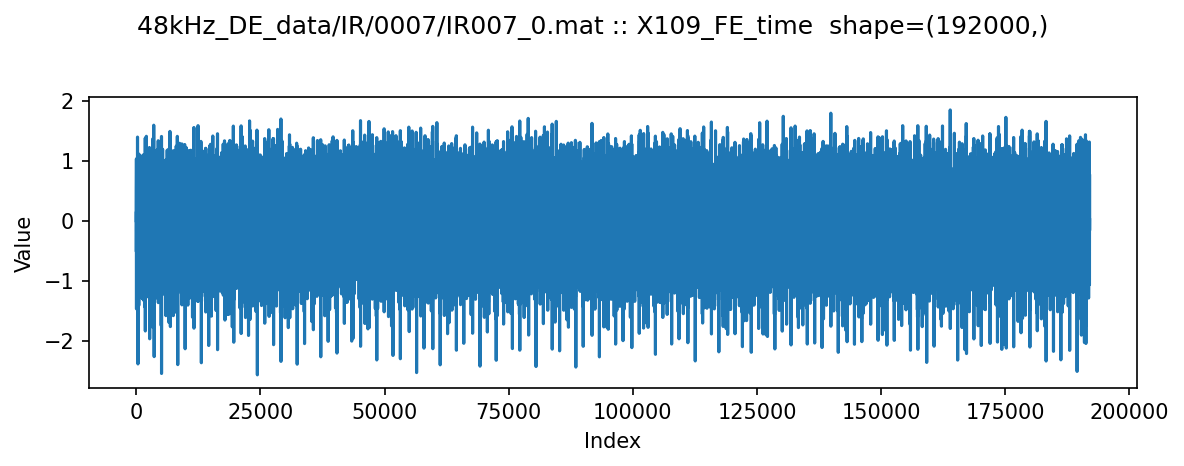 48kHz_DE_data/IR/0007/IR007_0.mat :: X109_FE_time  shape=(192000,)
2
1
0
−1
−2
Value
0 25000 50000 75000 100000 125000 150000 175000 200000
Index